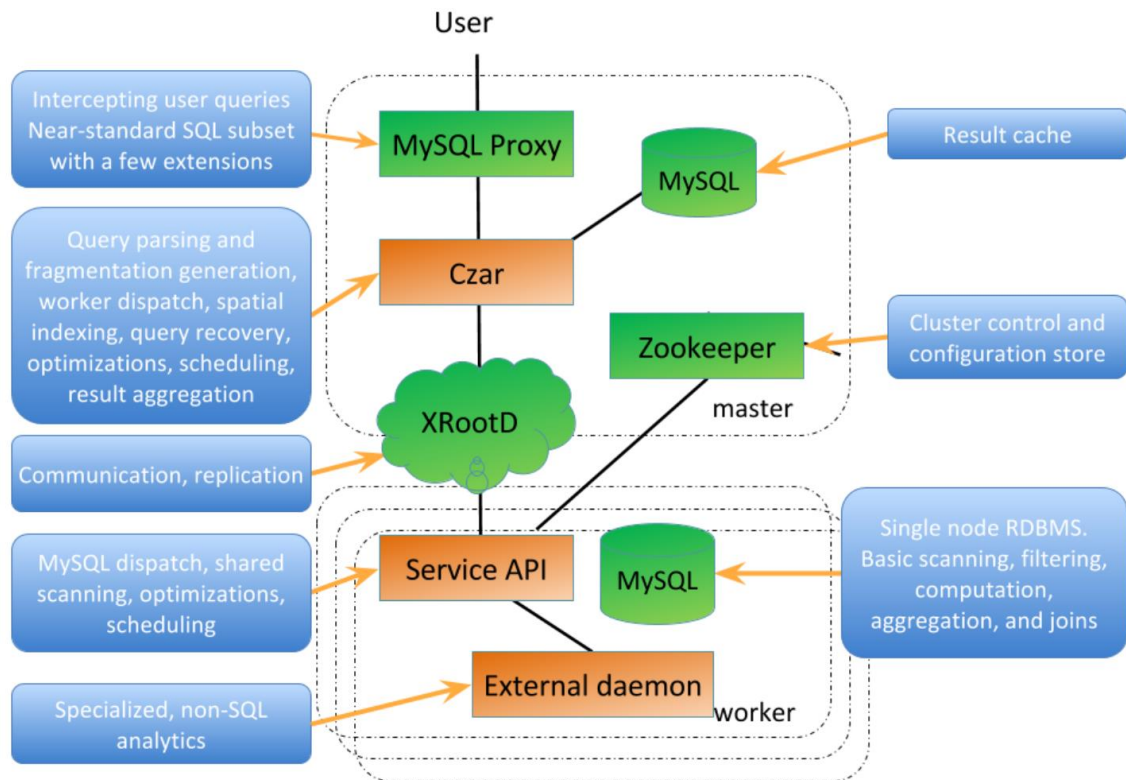 User
Intercepting user queries
Near-standard SQL subset
with a few extensions
MySQL Proxy
MySQL
Result cache
Query parsing and
fragmentation generation,
worker dispatch, spatial
indexing, query recovery,
optimizations, scheduling,
result aggregation
Czar
Zookeeper
Cluster control and
configuration store
master
XRootD
Communication, replication
MySQL dispatch, shared
scanning, optimizations,
scheduling
Service API
MySQL
Single node RDBMS.
Basic scanning, filtering,
computation,
aggregation, and joins
External daemon
worker
Specialized, non-SQL
analytics